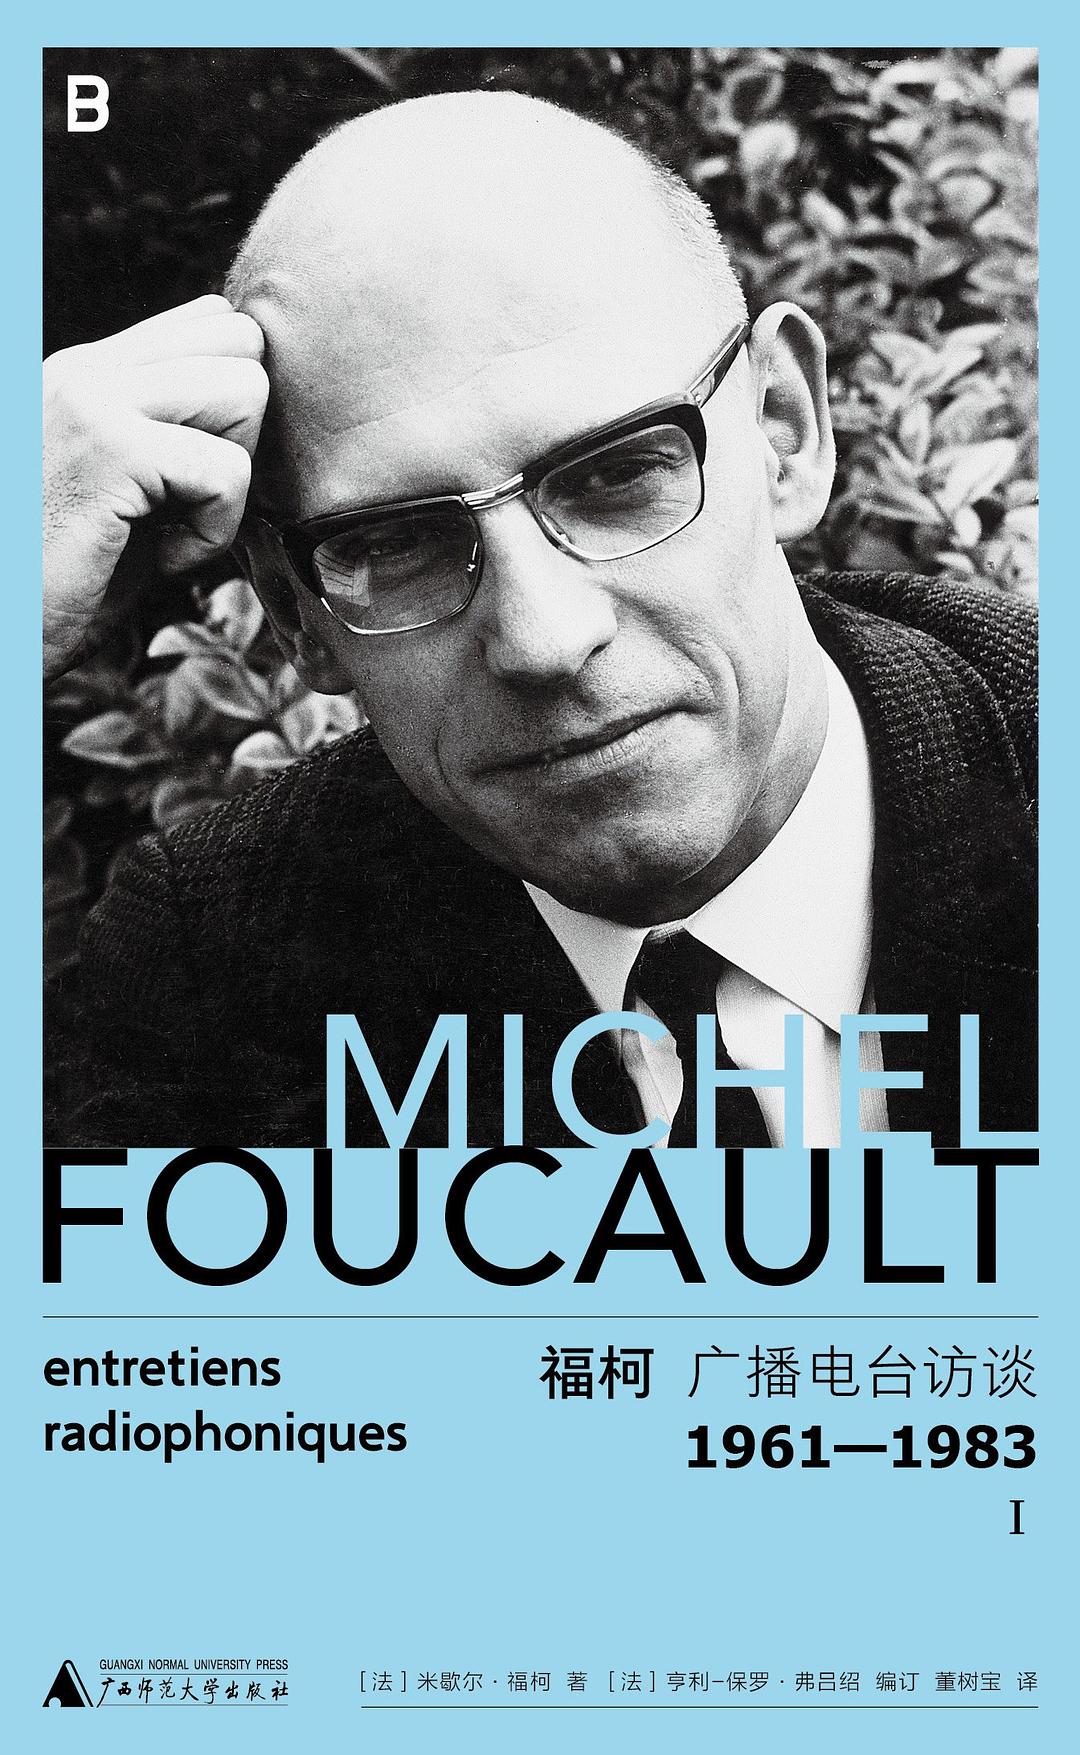 B
MICHEL
FOUCAULT
entretiens
radiophoniques
福柯 广播电台访谈
1961—1983
I
GUANGXI NORMAL UNIVERSITY PRESS
广西师范大学出版社
[法]米歇尔·福柯 著 [法]亨利-保罗·弗吕绍 编订 董树宝 译